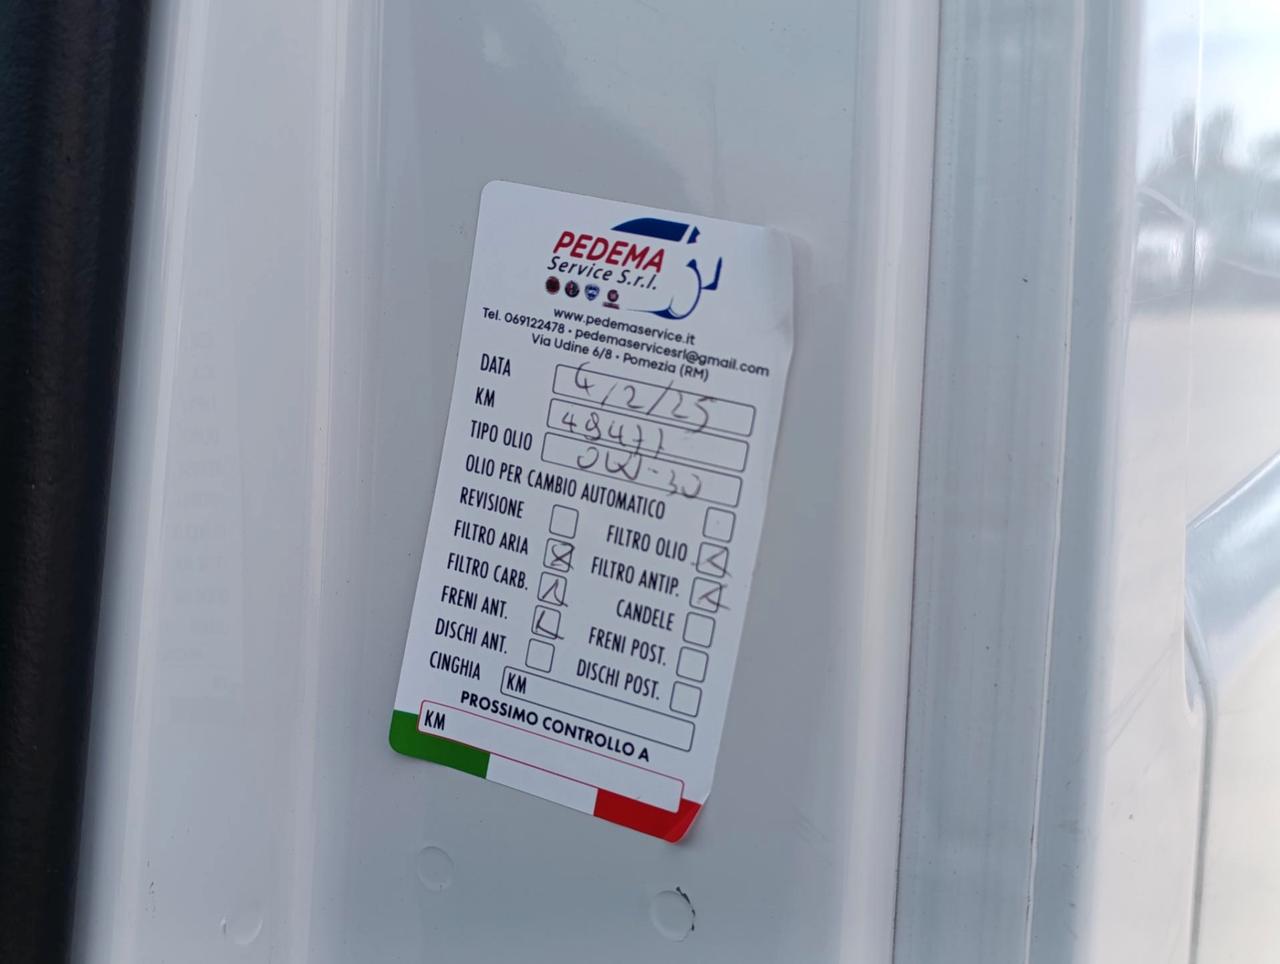 PEDEMA
Service S.r.l.
www.pedemaservice.it
Tel. 069122478 • pedemaservicesrl@gmail.com
Via Udine 6/8 • Pomezia (RM)
DATA 4/2/25
KM
TIPO OLIO 0W-30
OLIO PER CAMBIO AUTOMATICO
REVISIONE FILTRO OLIO
FILTRO ARIA FILTRO ANTIP.
FILTRO CARB. CANDELE
FRENI ANT. FRENI POST.
DISCHI ANT. DISCHI POST.
CINGHIA KM
PROSSIMO CONTROLLO A
KM